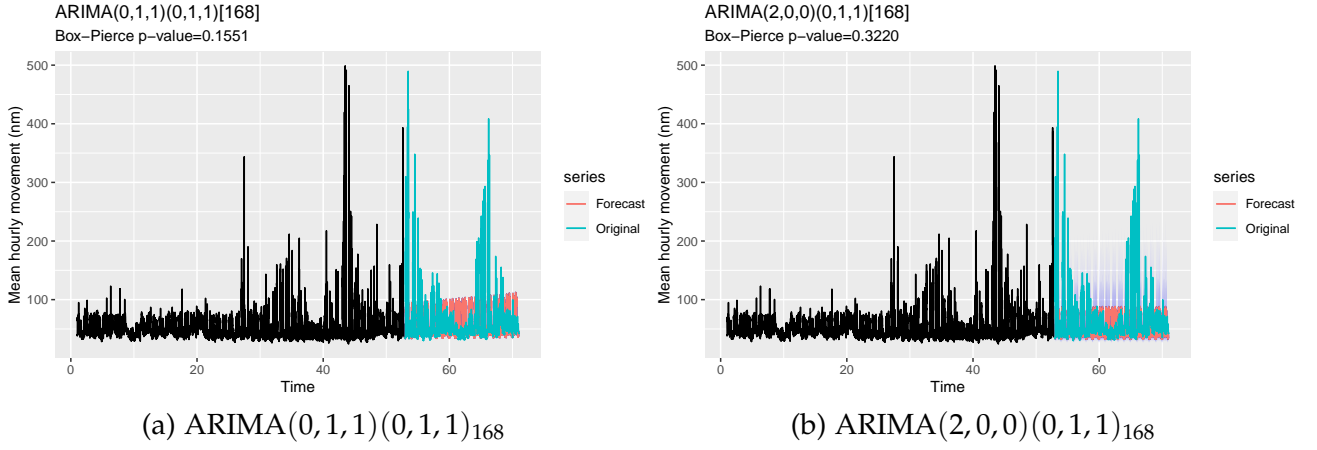 ARIMA(0,1,1)(0,1,1)[168]
Box−Pierce p−value=0.1551
Mean hourly movement (nm)
500
400
300
200
100
0
20
40
60
Time
series
Forecast
Original
(a) ARIMA(0, 1, 1)(0, 1, 1)₁₆₈
ARIMA(2,0,0)(0,1,1)[168]
Box−Pierce p−value=0.3220
Mean hourly movement (nm)
500
400
300
200
100
0
20
40
60
Time
series
Forecast
Original
(b) ARIMA(2, 0, 0)(0, 1, 1)₁₆₈